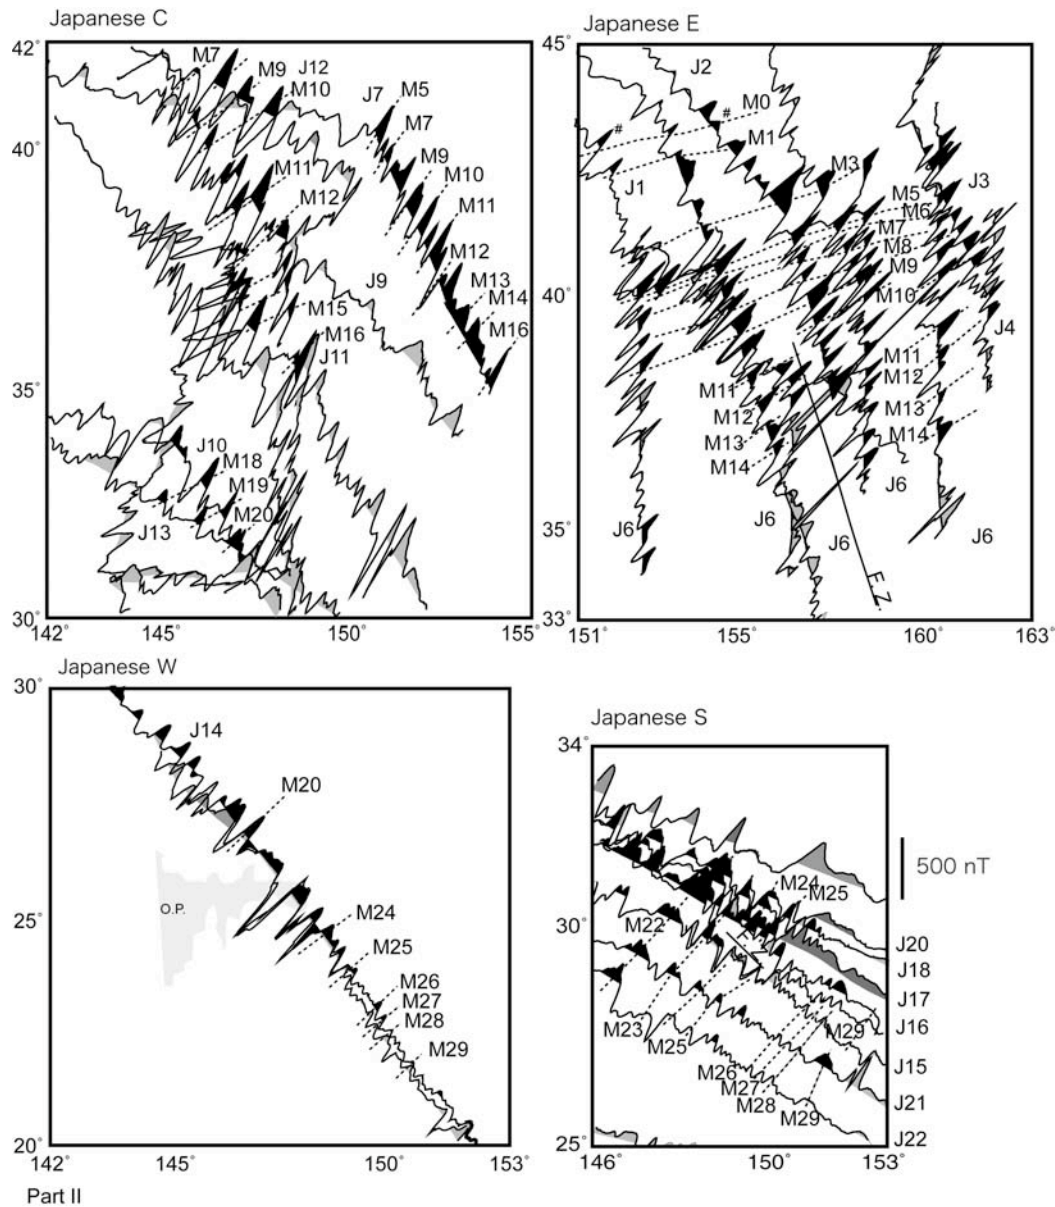 Japanese C
42°
40°
35°
30°
142°
145°
150°
155°
M7
M9
J12
M10
J7
M5
M7
M9
M10
M11
M12
M11
M12
M13
M14
M16
J9
M15
M16
J11
J10
M18
M19
M20
J13
Japanese E
45°
40°
35°
33°
151°
155°
160°
163°
J2
#
M0
#
M1
J1
M3
M5
J3
M6
M7
M8
M9
M10
J4
M11
M12
M13
M14
M11
M12
M13
M14
J6
J6
J6
J6
J6
F.Z.
Japanese W
30°
25°
20°
142°
145°
150°
153°
J14
M20
O.P.
M24
M25
M26
M27
M28
M29
Japanese S
34°
30°
25°
146°
150°
153°
500 nT
M24
M25
M22
M23
M25
M26
M27
M28
M29
M29
J20
J18
J17
J16
J15
J21
J22
Part II